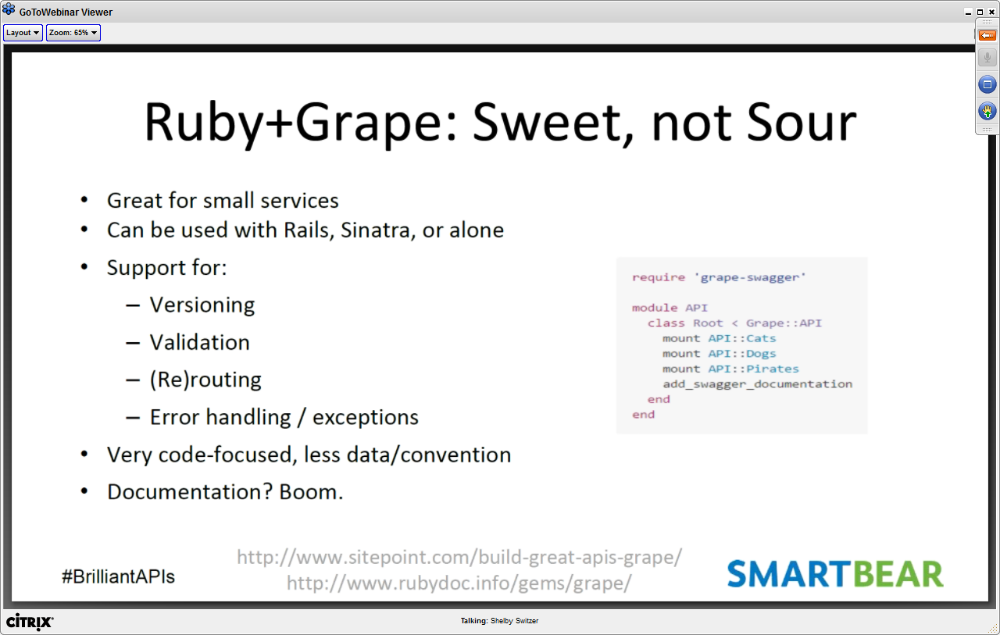 GoToWebinar Viewer
Layout
Zoom: 65%
Ruby+Grape: Sweet, not Sour
• Great for small services
• Can be used with Rails, Sinatra, or alone
• Support for:
– Versioning
– Validation
– (Re)routing
– Error handling / exceptions
• Very code-focused, less data/convention
• Documentation? Boom.
require 'grape-swagger'
module API
class Root < Grape::API
mount API::Cats
mount API::Dogs
mount API::Pirates
add_swagger_documentation
end
end
http://www.sitepoint.com/build-great-apis-grape/
http://www.rubydoc.info/gems/grape/
#BrilliantAPIs
SMARTBEAR
CITRIX
Talking: Shelby Switzer